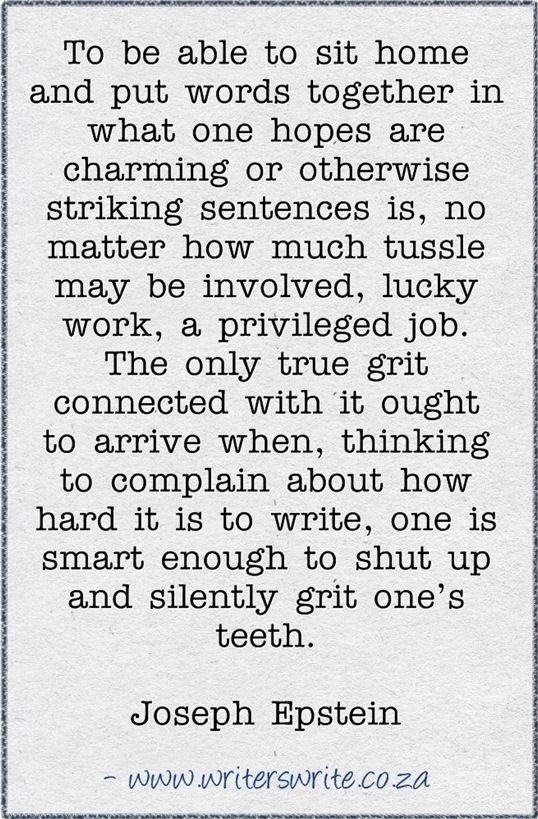 To be able to sit home
and put words together in
what one hopes are
charming or otherwise
striking sentences is, no
matter how much tussle
may be involved, lucky
work, a privileged job.
The only true grit
connected with it ought
to arrive when, thinking
to complain about how
hard it is to write, one is
smart enough to shut up
and silently grit one's
teeth.
Joseph Epstein
- www.writerswrite.co.za